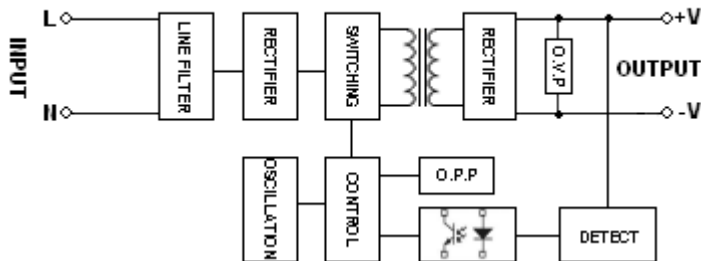 INPUT
L
N
LINE FILTER
RECTIFIER
SWITCHING
RECTIFIER
O.V.P
+V
OUTPUT
-V
OSCILLATION
CONTROL
O.P.P
DETECT